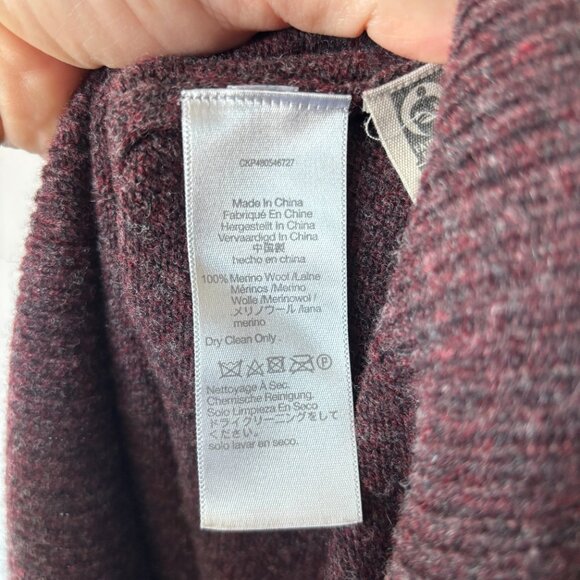 CKP480546727
Made In China
Fabriqué En Chine
Hergestellt In China
Vervaardigd In China
中国製
hecho en china
100% Merino Wool /Laine
Mérinos /Merino
Wolle /Merinowol /
メリノウール /lana
merino
Dry Clean Only .
P
Nettoyage À Sec.
Chemische Reinigung.
Solo Limpieza En Seco
ドライクリーニングをして
ください。
solo lavar en seco.